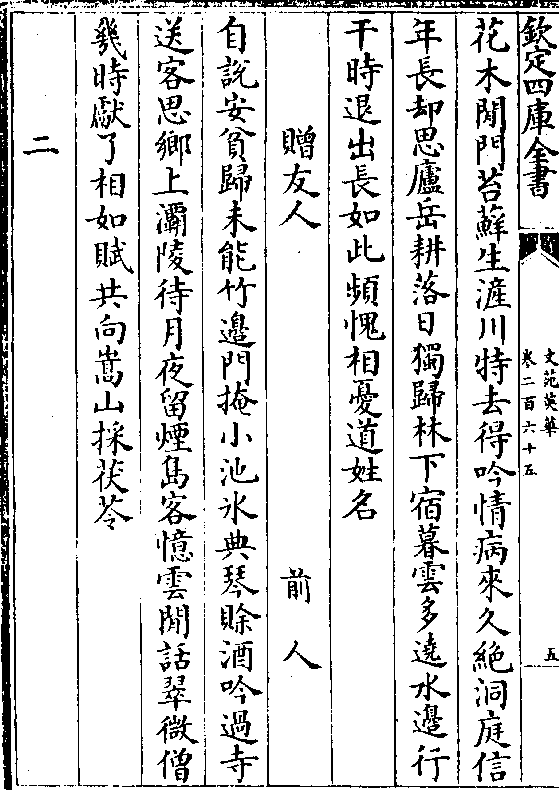 欽定四庫全書
文苑英華
卷二百六十五
五
花木閒門苔蘚生滻川特去得吟情病來久絶洞庭信
年長却思廬岳耕落日獨歸林下宿暮雲多遶水邊行
干時退出長如此頻愧相憂道姓名
贈友人　前人
自說安貧歸未能竹邊門掩小池氷典琴賖酒吟過寺
送客思鄉上灞陵待月夜留煙島客憶雲閒話翠微僧
幾時獻了相如賦共向嵩山採茯苓
二